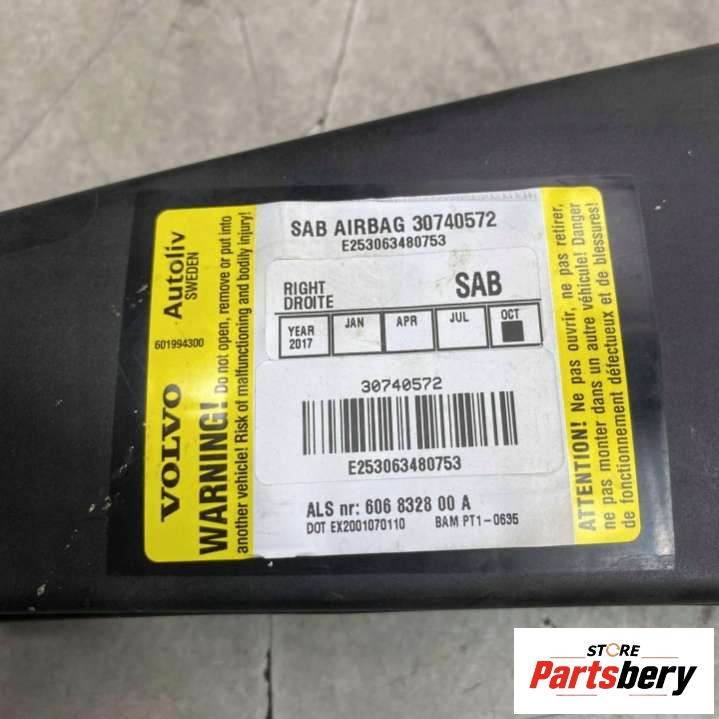 SAB AIRBAG 30740572
E253063480753
RIGHT
DROITE
SAB
YEAR
2017
JAN
APR
JUL
OCT
30740572
E253063480753
ALS nr: 606 8328 00 A
DOT EX2001070110 BAM PT1-0635
Autoliv
SWEDEN
601994300
VOLVO
WARNING! Do not open, remove or put into
another vehicle! Risk of malfunctioning and bodily injury!
ATTENTION! Ne pas ouvrir, ne pas retirer,
ne pas monter dans un autre véhicule! Danger
de fonctionnement défectueux et de blessures!
STORE
Partsbery